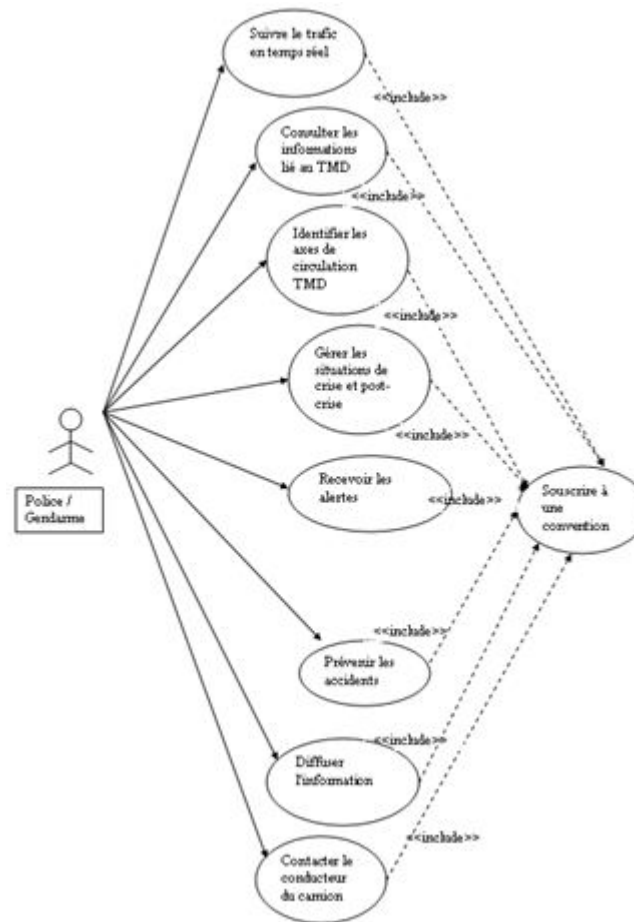 Suivre le trafic
en temps réel
<<include>>
Consulter les
informations
lié au TMD
<<include>>
Identifier les
axes de
circulation
TMD
<<include>>
Gérer les
situations de
crise et post-
crise
<<include>>
Police /
Gendarme
Recevoir les
alertes
<<include>>
Souscrire à
une
convention
<<include>>
Prévenir les
accidents
<<include>>
Diffuser
l'information
<<include>>
Contacter le
conducteur
du camion